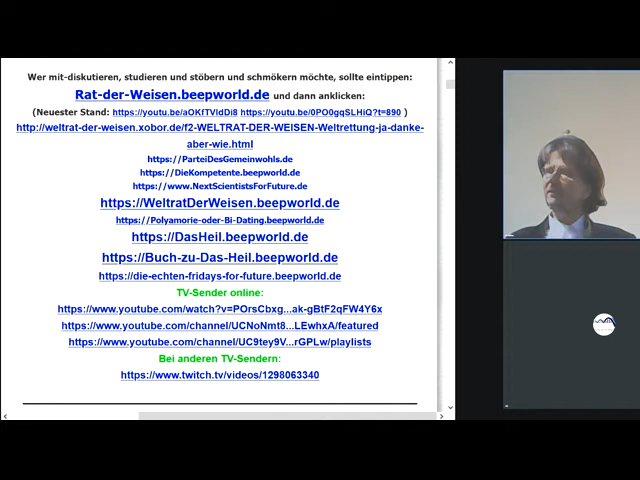 Wer mit-diskutieren, studieren und stöbern und schmökern möchte, sollte eintippen:
Rat-der-Weisen.beepworld.de und dann anklicken:
(Neuester Stand: https://youtu.be/aOKfTVIdDi8 https://youtu.be/0PO0gqSLHiQ?t=890 )
http://weltrat-der-weisen.xobor.de/f2-WELTRAT-DER-WEISEN-Weltrettung-ja-danke-
aber-wie.html
https://ParteiDesGemeinwohls.de
https://DieKompetente.beepworld.de
https://www.NextScientistsForFuture.de
https://WeltratDerWeisen.beepworld.de
https://Polyamorie-oder-Bi-Dating.beepworld.de
https://DasHeil.beepworld.de
https://Buch-zu-Das-Heil.beepworld.de
https://die-echten-fridays-for-future.beepworld.de
TV-Sender online:
https://www.youtube.com/watch?v=POrsCbxg...ak-gBtF2qFW4Y6x
https://www.youtube.com/channel/UCNoNmt8...LEwhxA/featured
https://www.youtube.com/channel/UC9tey9V...rGPLw/playlists
Bei anderen TV-Sendern:
https://www.twitch.tv/videos/1298063340